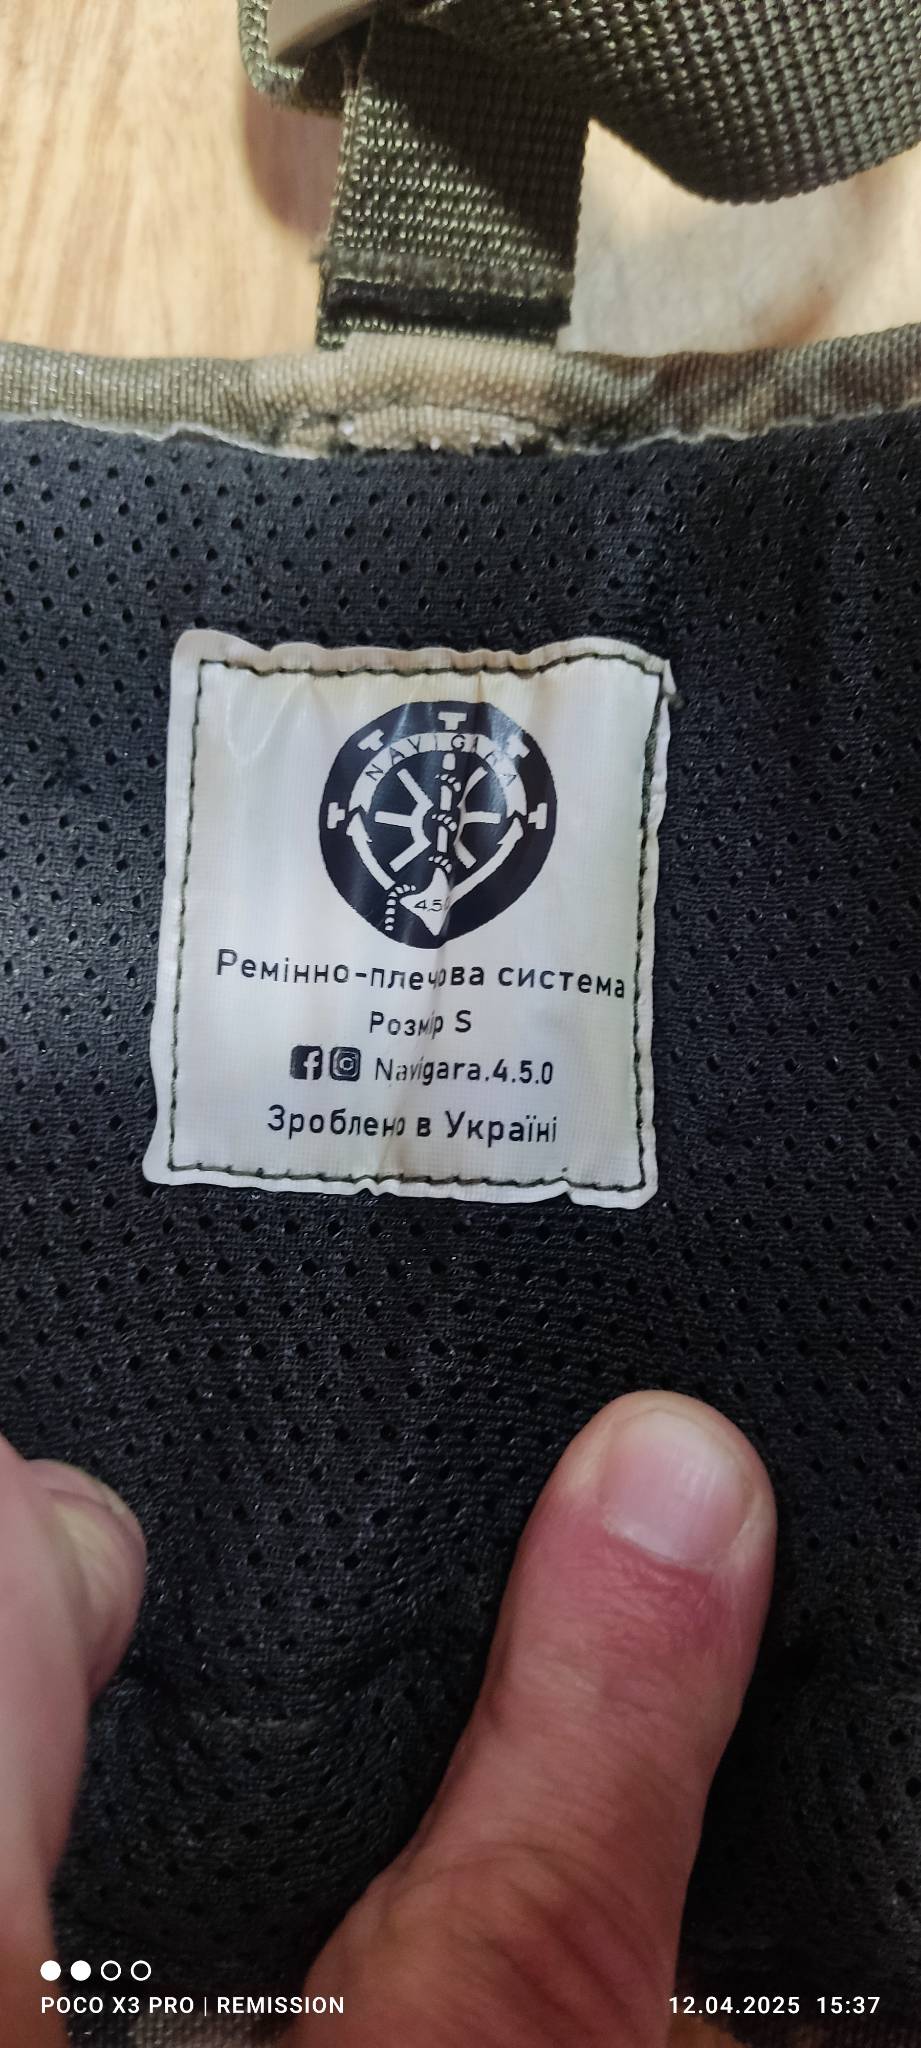 NAVIGARA
4.5.0
Ремінно-плечова система
Розмір S
Navigara.4.5.0
Зроблено в Україні
POCO X3 PRO | REMISSION
12.04.2025 15:37